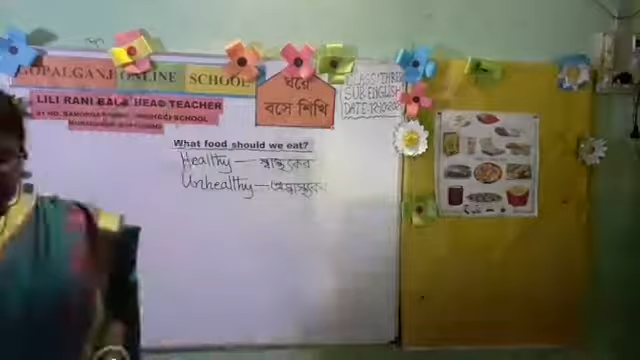 GOPALGANJ ONLINE SCHOOL
LILI RANI BALA HEAD TEACHER
ঘরে
বসে শিখি
CLASS: THREE
SUB: ENGLISH
What food should we eat?
Healthy — স্বাস্থ্যকর
Unhealthy — অস্বাস্থ্যকর